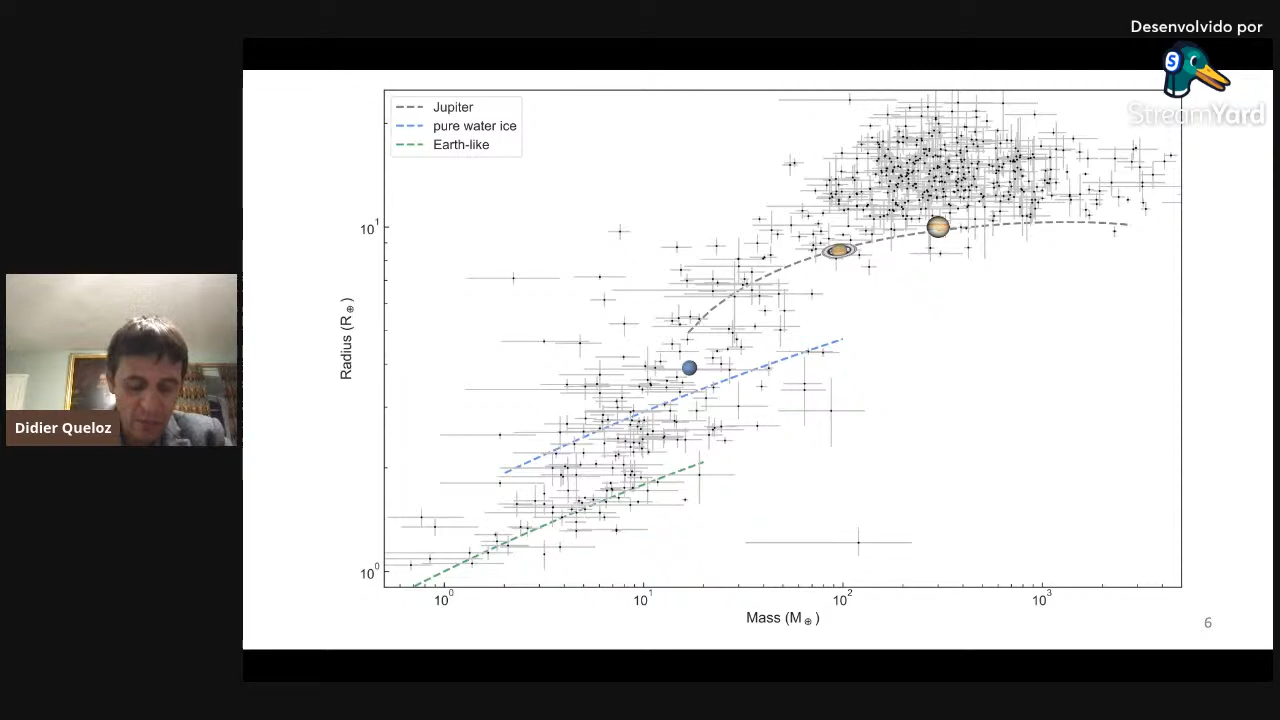 Desenvolvido por
S
StreamYard
Jupiter
pure water ice
Earth-like
10¹
10⁰
Radius (R⊕)
10⁰ 10¹ 10² 10³
Mass (M⊕)
6
Didier Queloz